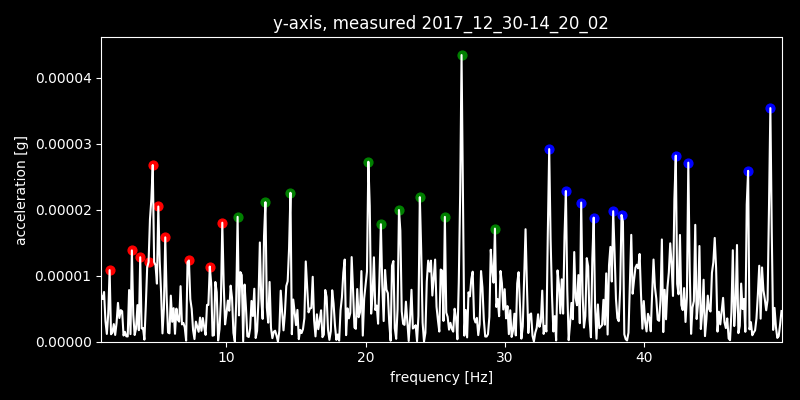 y-axis, measured 2017_12_30-14_20_02
0.00004
0.00003
0.00002
0.00001
0.00000
acceleration [g]
10 20 30 40
frequency [Hz]